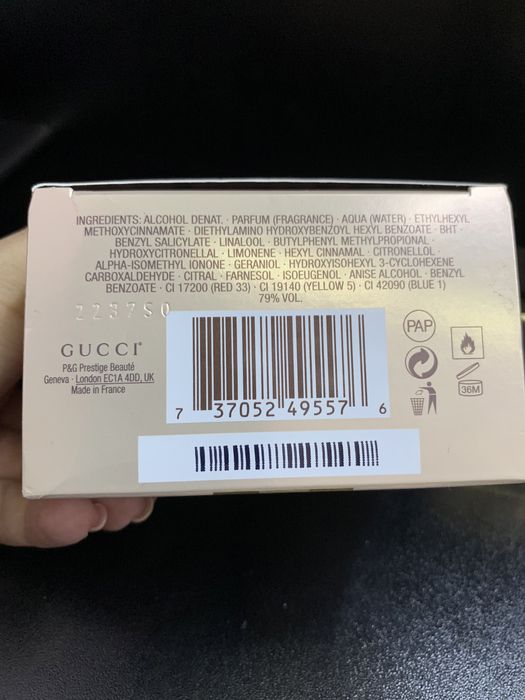 INGREDIENTS: ALCOHOL DENAT. · PARFUM (FRAGRANCE) · AQUA (WATER) · ETHYLHEXYL
METHOXYCINNAMATE · DIETHYLAMINO HYDROXYBENZOYL HEXYL BENZOATE · BHT ·
BENZYL SALICYLATE · LINALOOL · BUTYLPHENYL METHYLPROPIONAL ·
HYDROXYCITRONELLAL · LIMONENE · HEXYL CINNAMAL · CITRONELLOL ·
ALPHA-ISOMETHYL IONONE · GERANIOL · HYDROXYISOHEXYL 3-CYCLOHEXENE
CARBOXALDEHYDE · CITRAL · FARNESOL · ISOEUGENOL · ANISE ALCOHOL · BENZYL
BENZOATE · CI 17200 (RED 33) · CI 19140 (YELLOW 5) · CI 42090 (BLUE 1)
79% VOL.
GUCCI
P&G Prestige Beauté
Geneva · London EC1A 4DD, UK
Made in France
7 37052 49557 6
PAP
36M